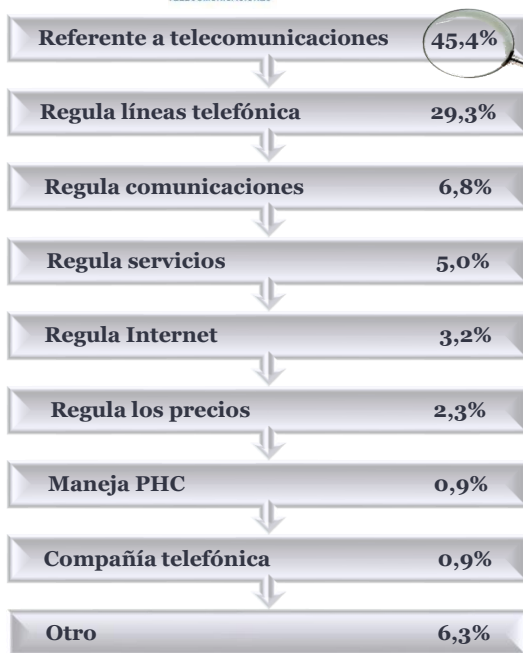 TELECOMUNICACIONES
Referente a telecomunicaciones 45,4%
Regula líneas telefónica 29,3%
Regula comunicaciones 6,8%
Regula servicios 5,0%
Regula Internet 3,2%
Regula los precios 2,3%
Maneja PHC 0,9%
Compañía telefónica 0,9%
Otro 6,3%